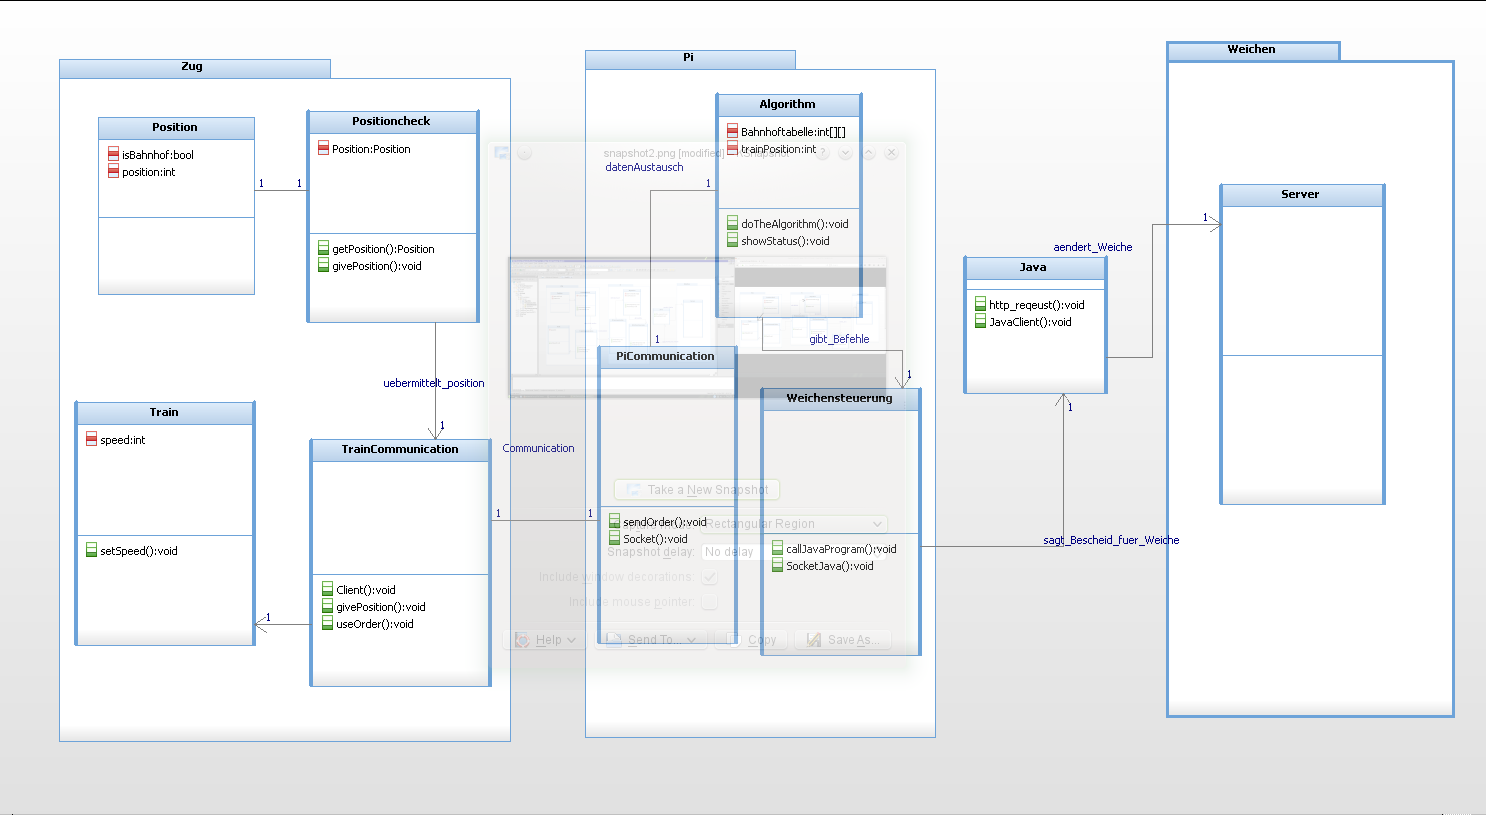 Zug
Position
isBahnhof:bool
position:int
1
1
Positioncheck
Position:Position
getPosition():Position
givePosition():void
uebermittelt_position
1
Train
speed:int
setSpeed():void
1
TrainCommunication
Client():void
givePosition():void
useOrder():void
Communication
1
1
Pi
Algorithm
Bahnhoftabelle:int[][]
trainPosition:int
doTheAlgorithm():void
showStatus():void
snapshot2.png [modified]
datenAustausch
1
1
gibt_Befehle
1
PiCommunication
sendOrder():void
Socket():void
Weichensteuerung
callJavaProgram():void
SocketJava():void
Take a New Snapshot
Rectangular Region
Snapshot delay: No delay
Include window decorations:
Include mouse pointer:
Help
Send To...
Copy
Save As...
Java
http_reqeust():void
JavaClient():void
aendert_Weiche
1
1
sagt_Bescheid_fuer_Weiche
Weichen
Server